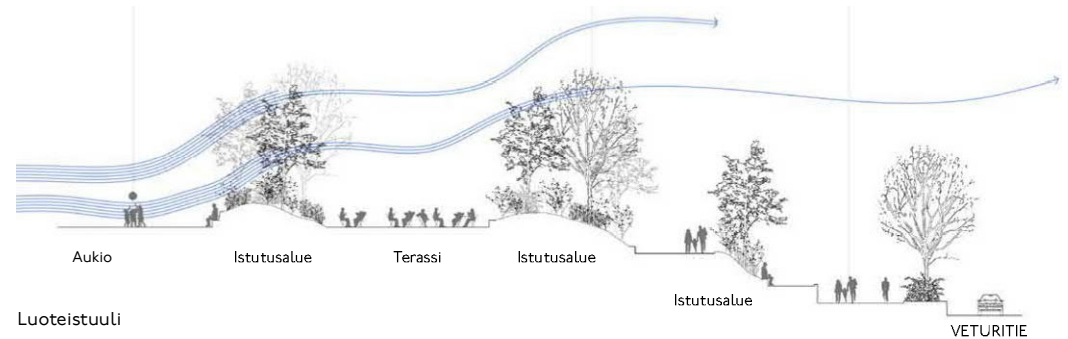 Aukio
Istutusalue
Terassi
Istutusalue
Istutusalue
Luoteistuuli
VETURITIE